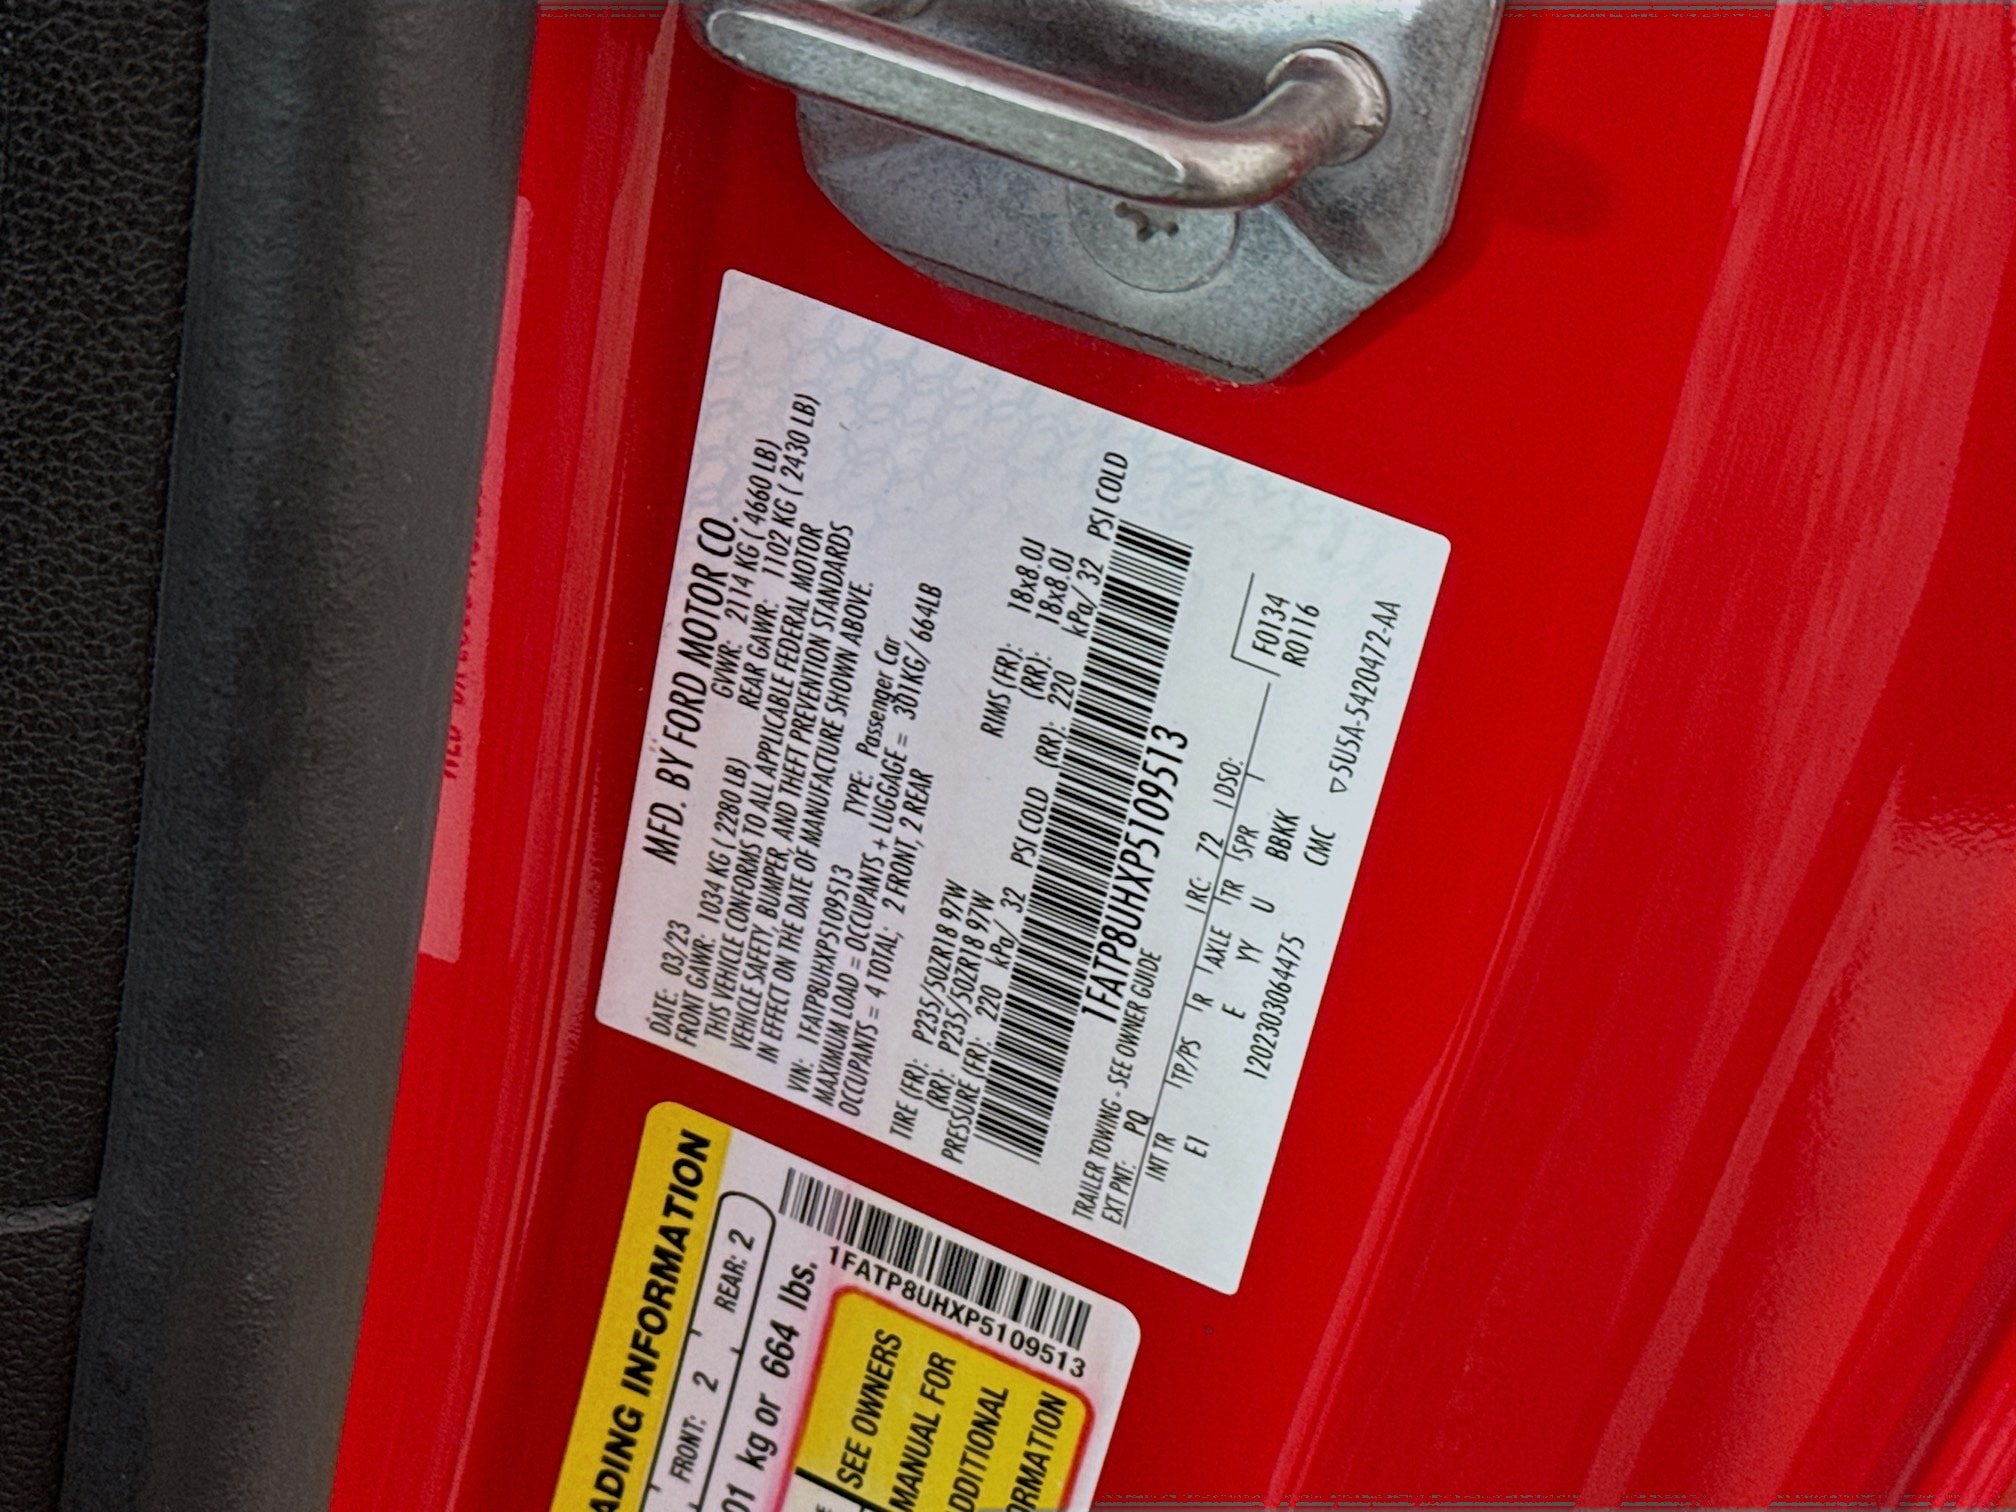 MFD. BY FORD MOTOR CO.
DATE: 03/23 GVWR: 2114 KG ( 4660 LB)
FRONT GAWR: 1034 KG ( 2280 LB) REAR GAWR: 1102 KG ( 2430 LB)
THIS VEHICLE CONFORMS TO ALL APPLICABLE FEDERAL MOTOR
VEHICLE SAFETY, BUMPER, AND THEFT PREVENTION STANDARDS
IN EFFECT ON THE DATE OF MANUFACTURE SHOWN ABOVE.
VIN: 1FATP8UHXP5109513 TYPE: Passenger Car
MAXIMUM LOAD = OCCUPANTS + LUGGAGE = 301KG/ 664LB
OCCUPANTS = 4 TOTAL; 2 FRONT, 2 REAR
TIRE (FR): P235/50ZR18 97W RIMS (FR): 18x8.0J
(RR): P235/50ZR18 97W (RR): 18x8.0J
PRESSURE (FR): 220 kPa/ 32 PSI COLD (RR): 220 kPa/ 32 PSI COLD
1FATP8UHXP5109513
TRAILER TOWING - SEE OWNER GUIDE
EXT PNT: PQ RC: 72 DSO:
INT TR TP/PS R AXLE TR SPR F0134
E1 E YY U BBKK R0116
1202303064475 CMC
▽5U5A-5420472-AA
ADING INFORMATION
FRONT: 2 REAR: 2
01 kg or 664 lbs.
1FATP8UHXP5109513
SEE OWNERS
MANUAL FOR
DDITIONAL
ORMATION